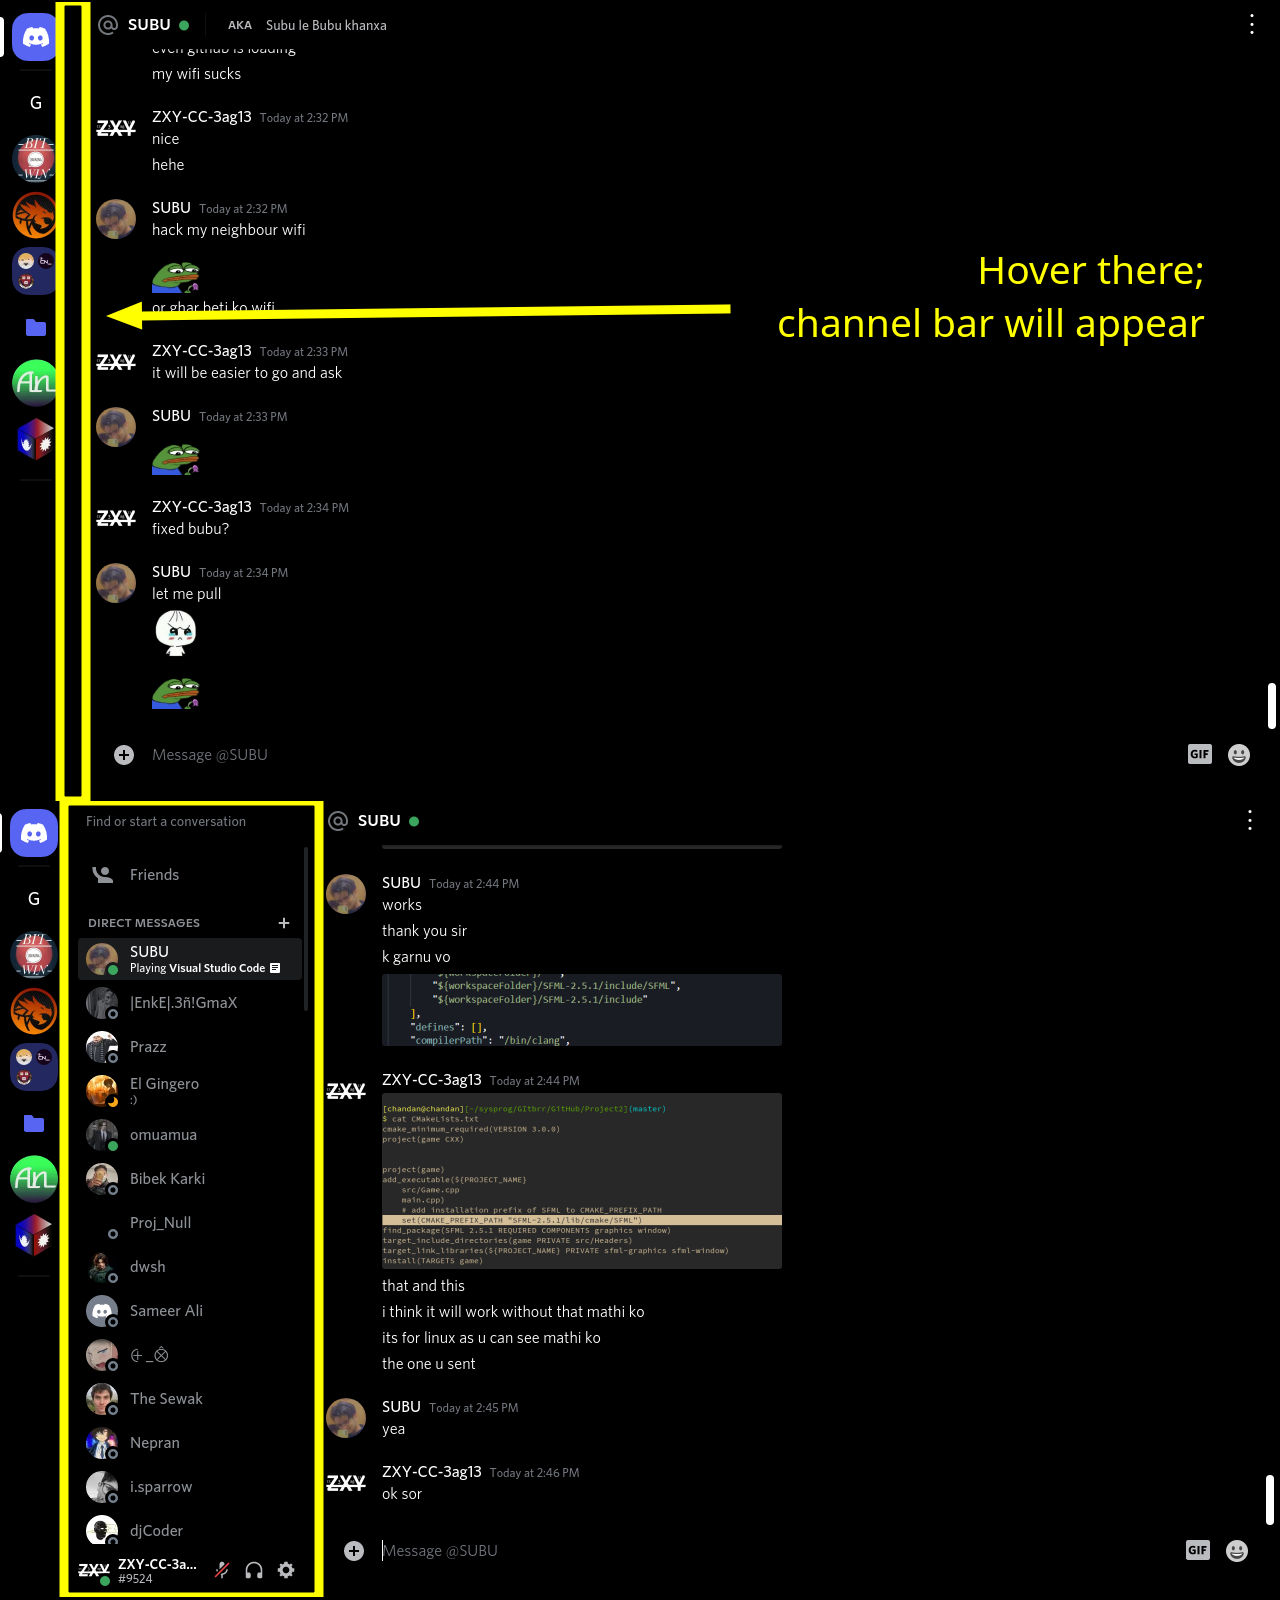 SUBU AKA Subu le Bubu khanxa
even github is loading
my wifi sucks
G
BIT
WIN
ZXY
ZXY-CC-3ag13 Today at 2:32 PM
nice
hehe
SUBU Today at 2:32 PM
hack my neighbour wifi
or ghar beti ko wifi
Hover there;
channel bar will appear
ZXY
ZXY-CC-3ag13 Today at 2:33 PM
it will be easier to go and ask
SUBU Today at 2:33 PM
ZXY
ZXY-CC-3ag13 Today at 2:34 PM
fixed bubu?
SUBU Today at 2:34 PM
let me pull
Message @SUBU GIF
Find or start a conversation
Friends
DIRECT MESSAGES +
SUBU
Playing Visual Studio Code
|EnkE|.3ñ!GmaX
Prazz
El Gingero
:)
omuamua
Bibek Karki
Proj_Null
dwsh
Sameer Ali
The Sewak
Nepran
i.sparrow
djCoder
ZXY
ZXY-CC-3a...
#9524
G
BIT
WIN
SUBU
SUBU Today at 2:44 PM
works
thank you sir
k garnu vo
"${workspaceFolder}/SFML-2.5.1/include/SFML",
"${workspaceFolder}/SFML-2.5.1/include"
],
"defines": [],
"compilerPath": "/bin/clang",
ZXY
ZXY-CC-3ag13 Today at 2:44 PM
[chandan@chandan][~/sysprog/GItbrr/GitHub/Project2](master)
$ cat CMakeLists.txt
cmake_minimum_required(VERSION 3.0.0)
project(game CXX)
project(game)
add_executable(${PROJECT_NAME}
src/Game.cpp
main.cpp)
# add installation prefix of SFML to CMAKE_PREFIX_PATH
set(CMAKE_PREFIX_PATH "SFML-2.5.1/lib/cmake/SFML")
find_package(SFML 2.5.1 REQUIRED COMPONENTS graphics window)
target_include_directories(game PRIVATE src/Headers)
target_link_libraries(${PROJECT_NAME} PRIVATE sfml-graphics sfml-window)
install(TARGETS game)
that and this
i think it will work without that mathi ko
its for linux as u can see mathi ko
the one u sent
SUBU Today at 2:45 PM
yea
ZXY
ZXY-CC-3ag13 Today at 2:46 PM
ok sor
Message @SUBU GIF